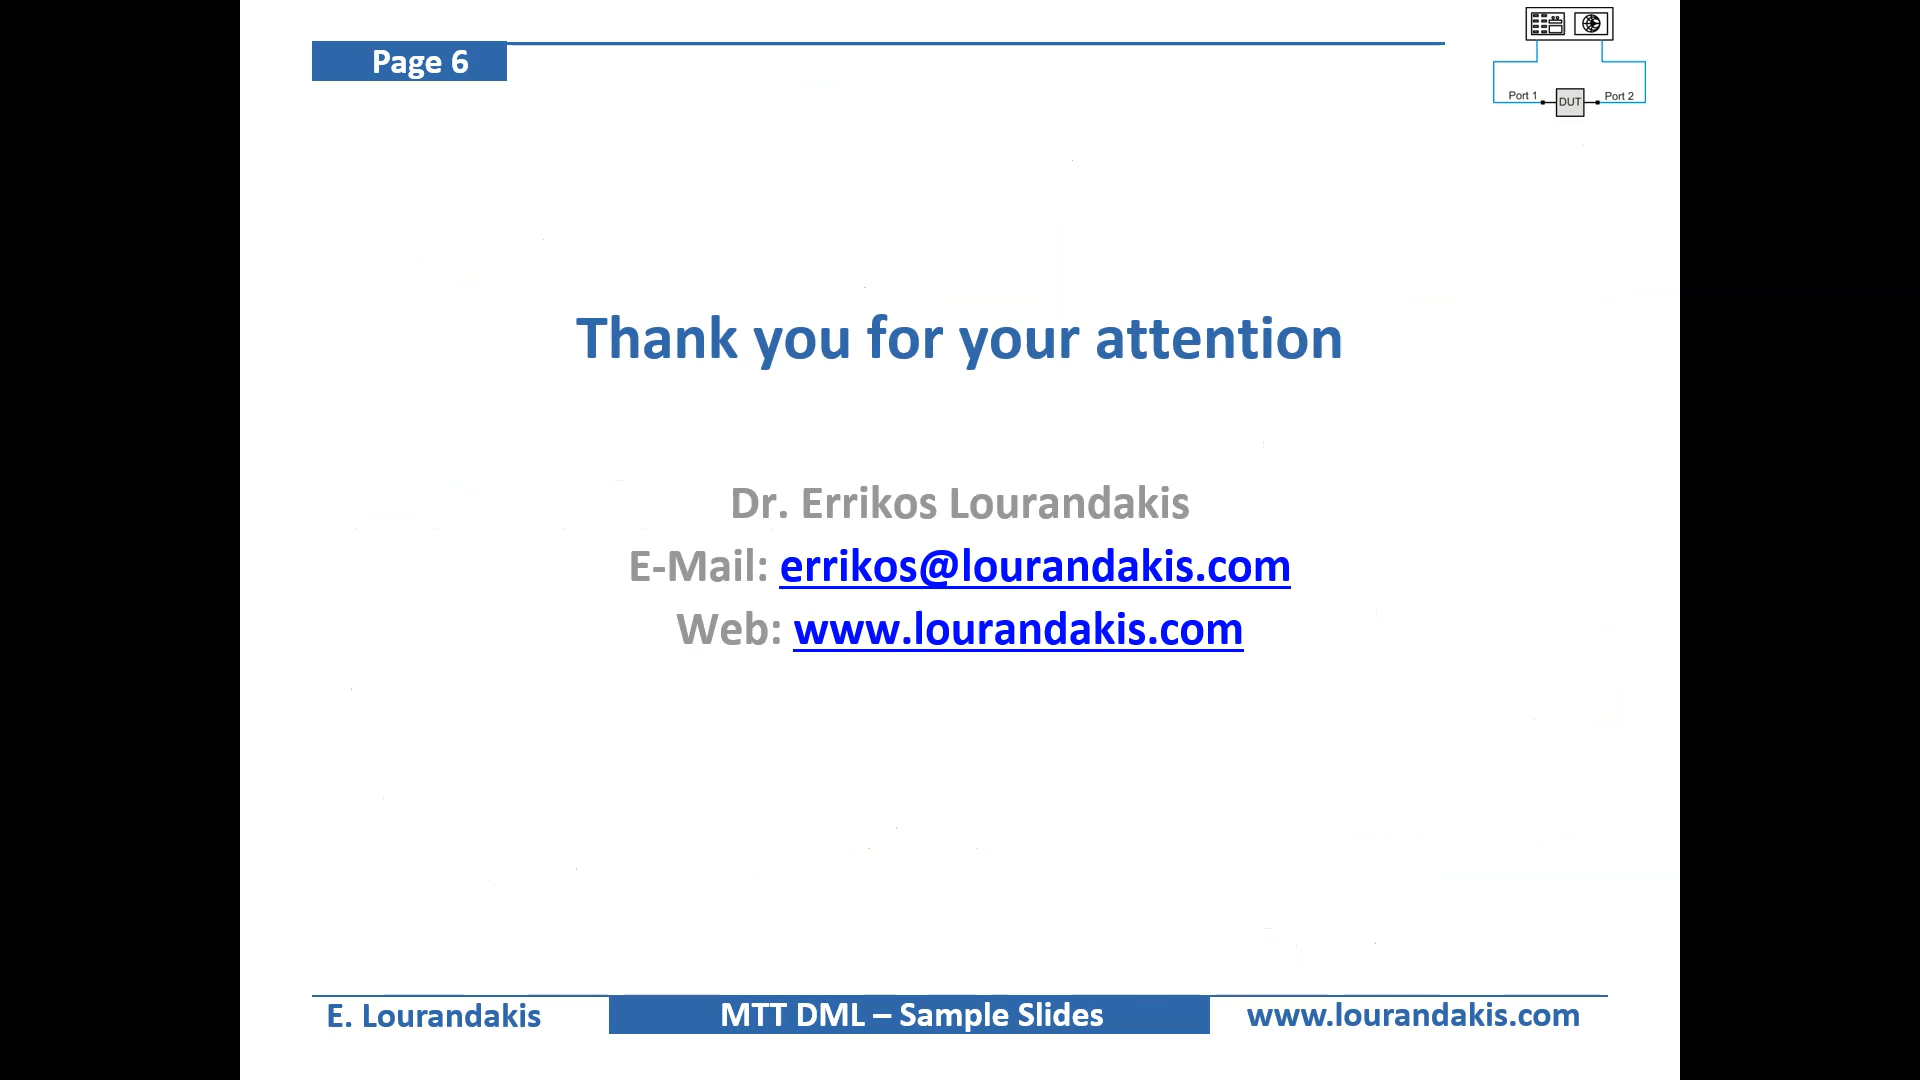 Page 6
Port 1
DUT
Port 2
Thank you for your attention
Dr. Errikos Lourandakis
E-Mail: errikos@lourandakis.com
Web: www.lourandakis.com
E. Lourandakis
MTT DML – Sample Slides
www.lourandakis.com